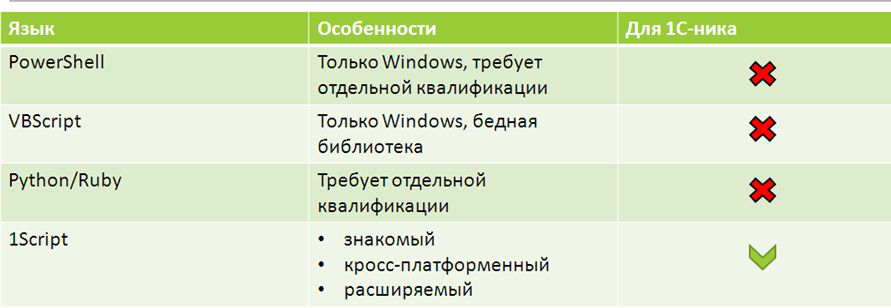 Язык Особенности Для 1С-ника
PowerShell Только Windows, требует
отдельной квалификации
VBScript Только Windows, бедная
библиотека
Python/Ruby Требует отдельной
квалификации
1Script • знакомый
• кросс-платформенный
• расширяемый